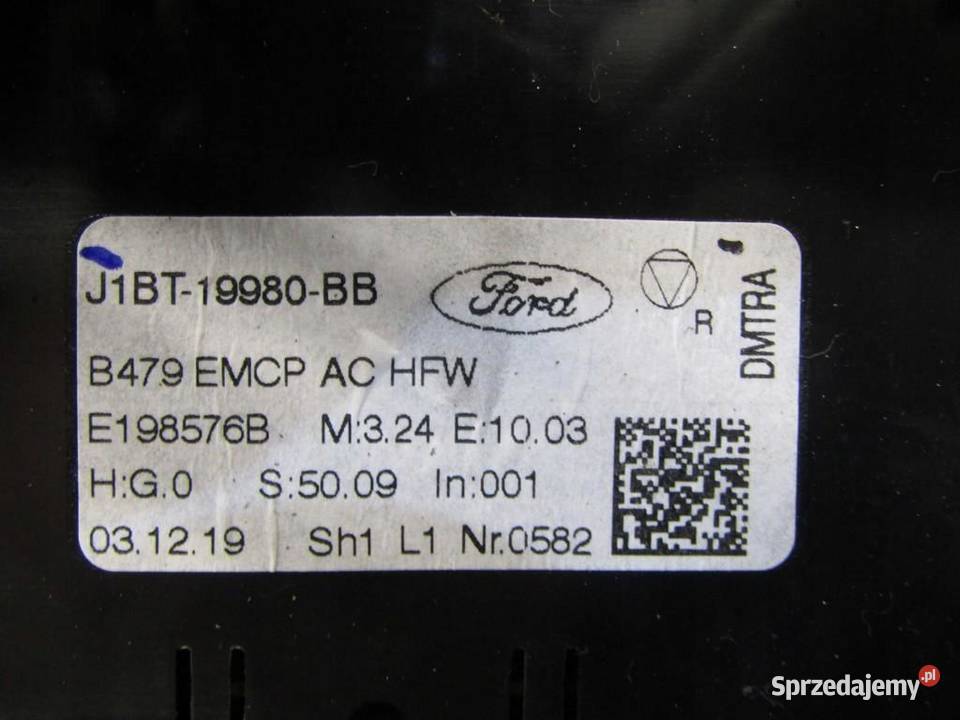 J1BT-19980-BB
Ford
R
DMTRA
B479 EMCP AC HFW
E198576B M:3.24 E:10.03
H:G.0 S:50.09 In:001
03.12.19 Sh1 L1 Nr.0582
Sprzedajemy.pl